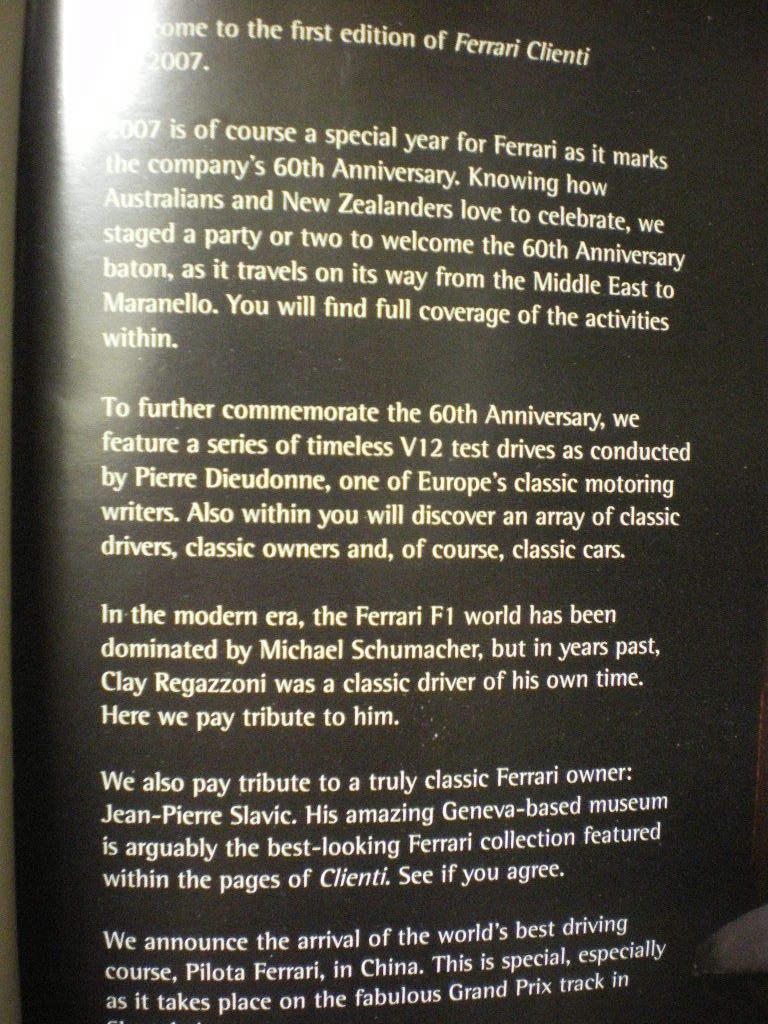 to the first edition of Ferrari Clienti
2007.
2007 is of course a special year for Ferrari as it marks
the company's 60th Anniversary. Knowing how
Australians and New Zealanders love to celebrate, we
staged a party or two to welcome the 60th Anniversary
baton, as it travels on its way from the Middle East to
Maranello. You will find full coverage of the activities
within.
To further commemorate the 60th Anniversary, we
feature a series of timeless V12 test drives as conducted
by Pierre Dieudonne, one of Europe's classic motoring
writers. Also within you will discover an array of classic
drivers, classic owners and, of course, classic cars.
In the modern era, the Ferrari F1 world has been
dominated by Michael Schumacher, but in years past,
Clay Regazzoni was a classic driver of his own time.
Here we pay tribute to him.
We also pay tribute to a truly classic Ferrari owner:
Jean-Pierre Slavic. His amazing Geneva-based museum
is arguably the best-looking Ferrari collection featured
within the pages of Clienti. See if you agree.
We announce the arrival of the world's best driving
course, Pilota Ferrari, in China. This is special, especially
as it takes place on the fabulous Grand Prix track in